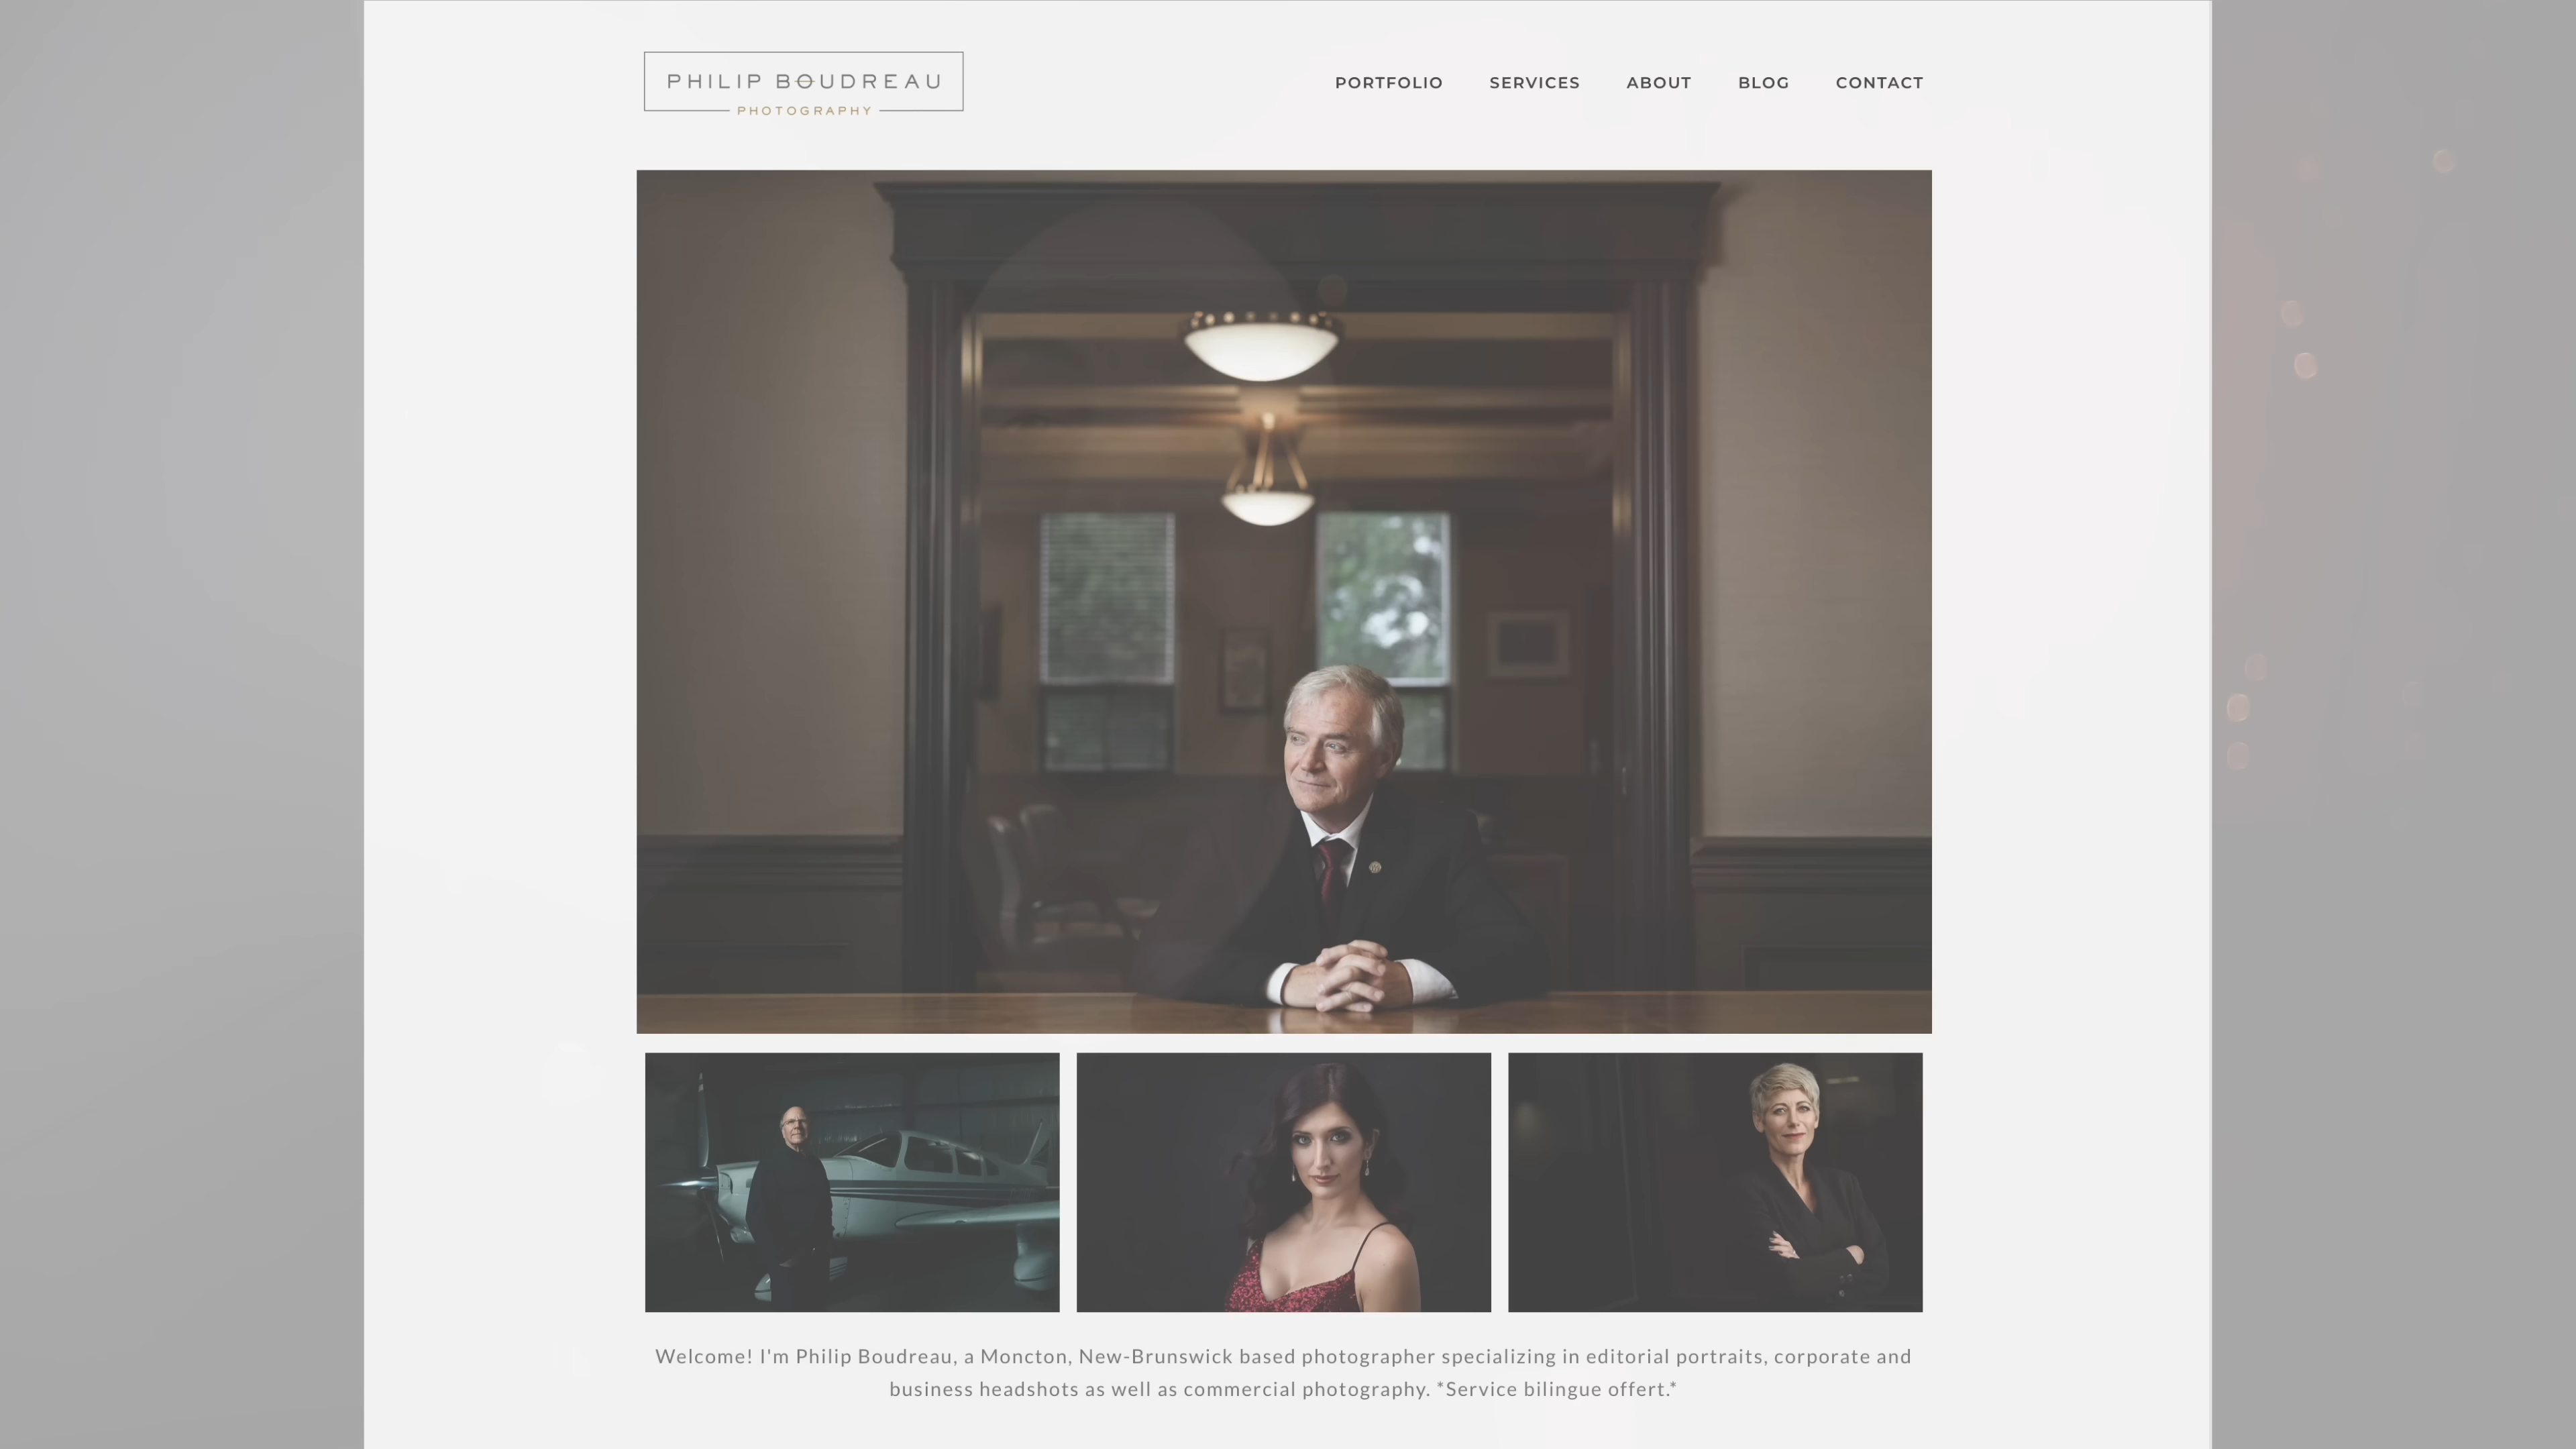 PHILIP BOUDREAU
PHOTOGRAPHY
PORTFOLIO SERVICES ABOUT BLOG CONTACT
Welcome! I'm Philip Boudreau, a Moncton, New-Brunswick based photographer specializing in editorial portraits, corporate and
business headshots as well as commercial photography. *Service bilingue offert.*